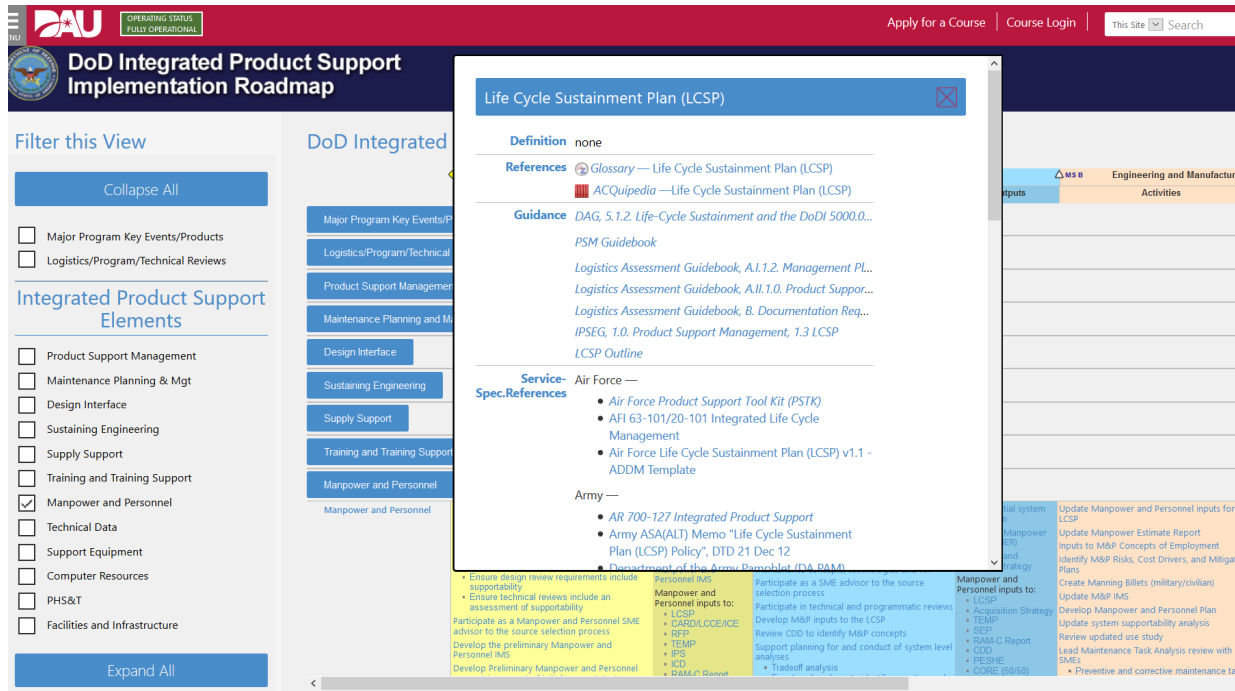 NU
DAU
OPERATING STATUS
FULLY OPERATIONAL
Apply for a Course
Course Login
This Site
Search
DoD Integrated Product Support
Implementation Roadmap
Filter this View
Collapse All
Major Program Key Events/Products
Logistics/Program/Technical Reviews
Integrated Product Support
Elements
Product Support Management
Maintenance Planning & Mgt
Design Interface
Sustaining Engineering
Supply Support
Training and Training Support
Manpower and Personnel
Technical Data
Support Equipment
Computer Resources
PHS&T
Facilities and Infrastructure
Expand All
DoD Integrated
Major Program Key Events/P
Logistics/Program/Technical
Product Support Managemen
Maintenance Planning and Ma
Design Interface
Sustaining Engineering
Supply Support
Training and Training Support
Manpower and Personnel
Manpower and Personnel
Life Cycle Sustainment Plan (LCSP)
Definition none
References Glossary — Life Cycle Sustainment Plan (LCSP)
ACQuipedia —Life Cycle Sustainment Plan (LCSP)
Guidance DAG, 5.1.2. Life-Cycle Sustainment and the DoDI 5000.0...
PSM Guidebook
Logistics Assessment Guidebook, A.I.1.2. Management Pl...
Logistics Assessment Guidebook, A.II.1.0. Product Suppor...
Logistics Assessment Guidebook, B. Documentation Req...
IPSEG, 1.0. Product Support Management, 1.3 LCSP
LCSP Outline
Service- Air Force —
Spec.References
• Air Force Product Support Tool Kit (PSTK)
• AFI 63-101/20-101 Integrated Life Cycle
Management
• Air Force Life Cycle Sustainment Plan (LCSP) v1.1 -
ADDM Template
Army —
• AR 700-127 Integrated Product Support
• Army ASA(ALT) Memo "Life Cycle Sustainment
Plan (LCSP) Policy", DTD 21 Dec 12
• Department of the Army Pamphlet (DA PAM)
• Ensure design review requirements include
supportability
• Ensure technical reviews include an
assessment of supportability
Participate as a Manpower and Personnel SME
advisor to the source selection process
Develop the preliminary Manpower and
Personnel IMS
Develop Preliminary Manpower and Personnel
Personnel IMS
Manpower and
Personnel inputs to:
• LCSP
• CARD/LCCE/ICE
• RFP
• TEMP
• IPS
• ICD
• RAM-C Report
Participate as a SME advisor to the source
selection process
Participate in technical and programmatic reviews
Develop M&P inputs to the LCSP
Review CDD to identify M&P concepts
Support planning for and conduct of system level
analyses
• Tradeoff analysis
MS B
Engineering and Manufactur
tputs
Activities
tial system
Manpower
ER)
and
trategy
Manpower and
Personnel inputs to:
• LCSP
• Acquisition Strategy
• TEMP
• SEP
• RAM-C Report
• CDD
• PESHE
• CORE (50/50)
Update Manpower and Personnel inputs for
LCSP
Update Manpower Estimate Report
Inputs to M&P Concepts of Employment
Identify M&P Risks, Cost Drivers, and Mitigat
Plans
Create Manning Billets (military/civilian)
Update M&P IMS
Develop Manpower and Personnel Plan
Update system supportability analysis
Review updated use study
Lead Maintenance Task Analysis review with
SMEs
• Preventive and corrective maintenance ta